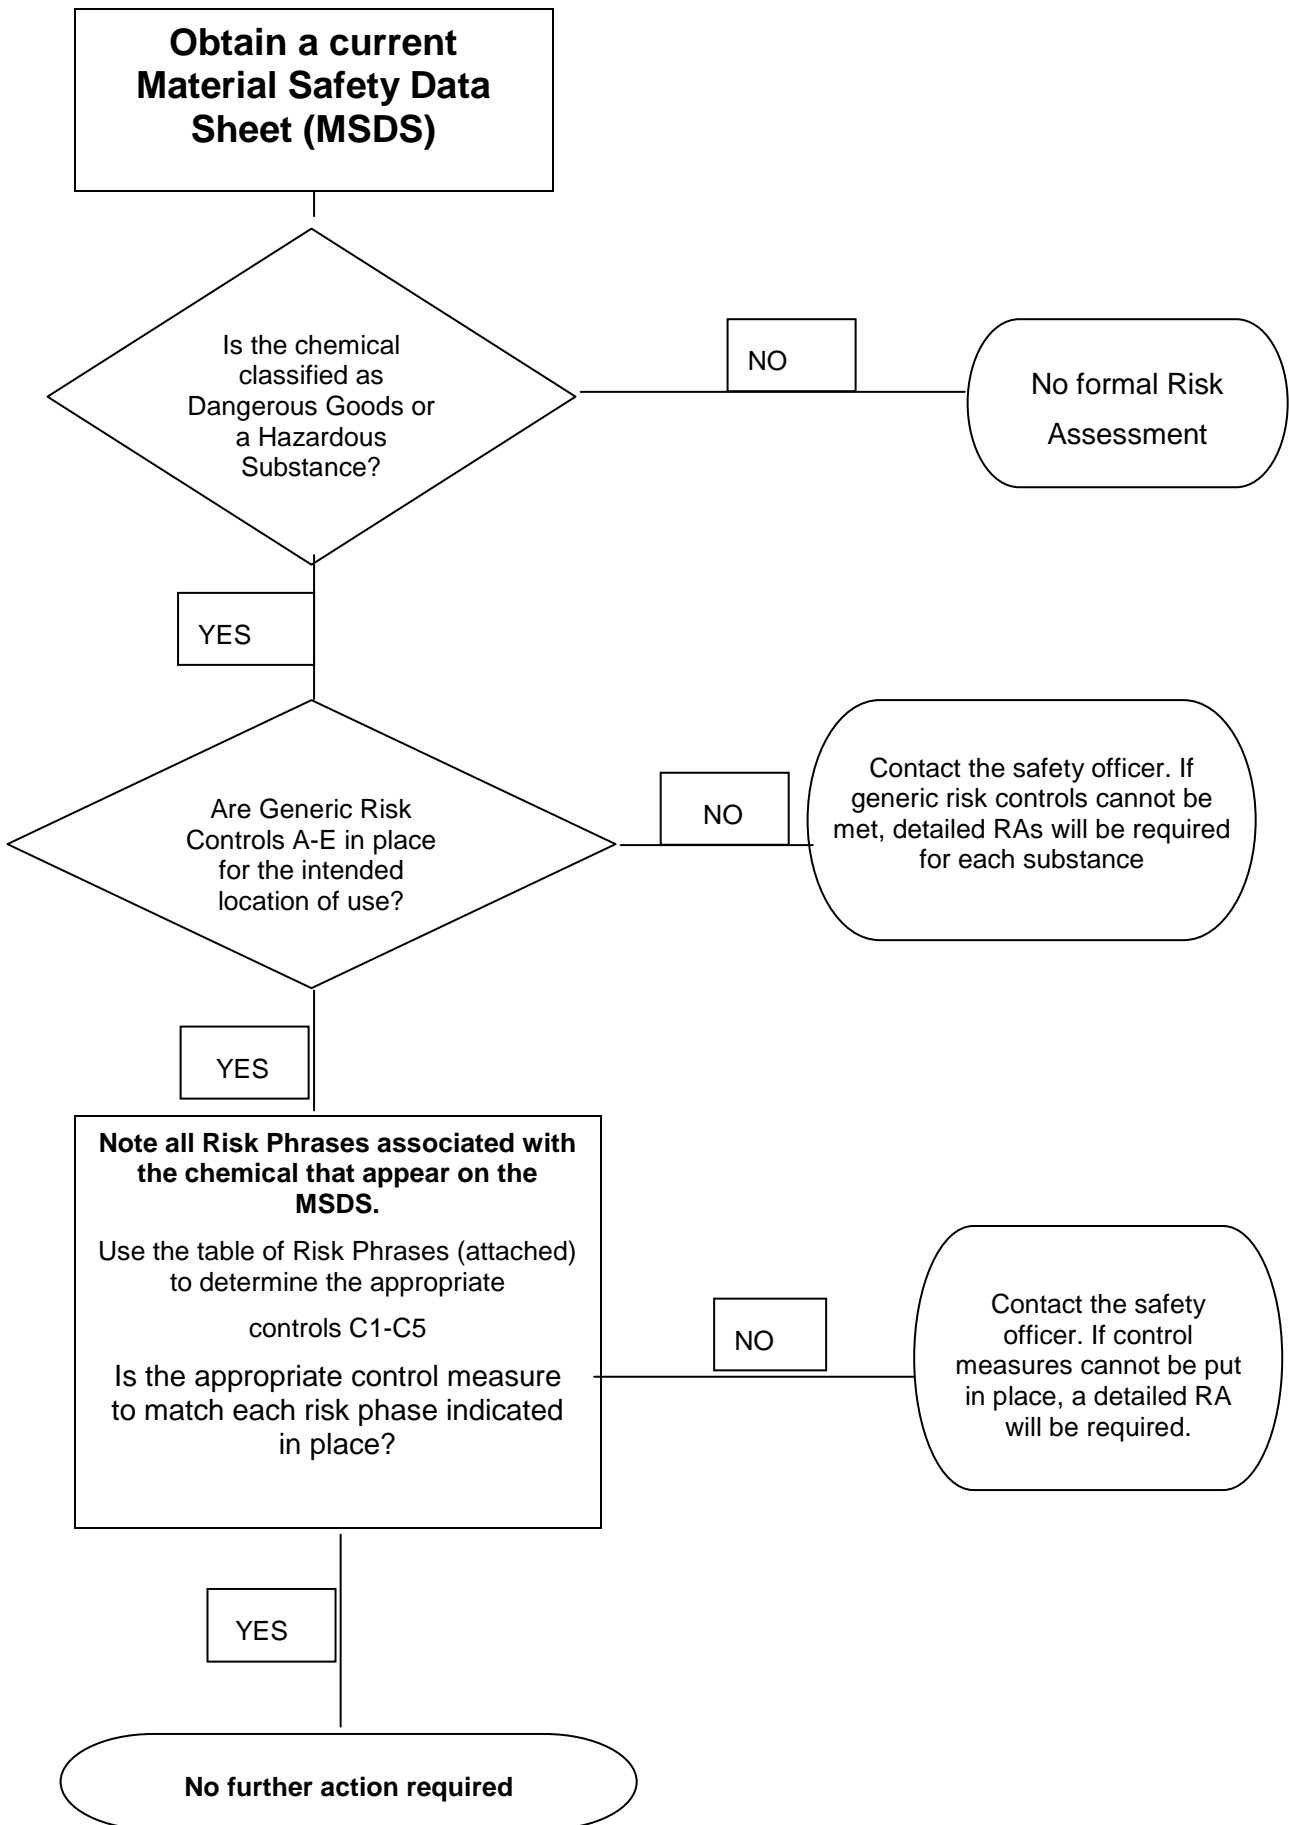 Obtain a current
Material Safety Data
Sheet (MSDS)
Is the chemical
classified as
Dangerous Goods or
a Hazardous
Substance?
NO
No formal Risk
Assessment
YES
Are Generic Risk
Controls A-E in place
for the intended
location of use?
NO
Contact the safety officer. If
generic risk controls cannot be
met, detailed RAs will be required
for each substance
YES
Note all Risk Phrases associated with
the chemical that appear on the
MSDS.
Use the table of Risk Phrases (attached)
to determine the appropriate
controls C1-C5
Is the appropriate control measure
to match each risk phase indicated
in place?
NO
Contact the safety
officer. If control
measures cannot be put
in place, a detailed RA
will be required.
YES
No further action required